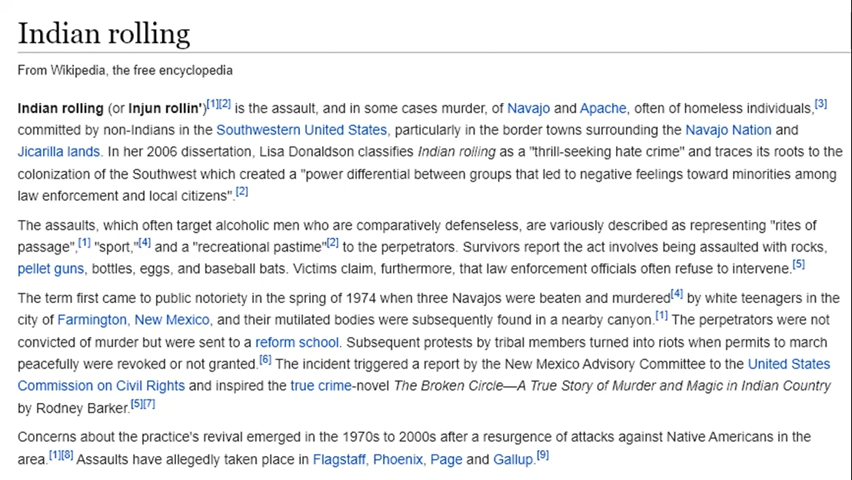 Indian rolling
From Wikipedia, the free encyclopedia
Indian rolling (or Injun rollin')[1][2] is the assault, and in some cases murder, of Navajo and Apache, often of homeless individuals,[3]
committed by non-Indians in the Southwestern United States, particularly in the border towns surrounding the Navajo Nation and
Jicarilla lands. In her 2006 dissertation, Lisa Donaldson classifies Indian rolling as a "thrill-seeking hate crime" and traces its roots to the
colonization of the Southwest which created a "power differential between groups that led to negative feelings toward minorities among
law enforcement and local citizens".[2]
The assaults, which often target alcoholic men who are comparatively defenseless, are variously described as representing "rites of
passage",[1] "sport,"[4] and a "recreational pastime"[2] to the perpetrators. Survivors report the act involves being assaulted with rocks,
pellet guns, bottles, eggs, and baseball bats. Victims claim, furthermore, that law enforcement officials often refuse to intervene.[5]
The term first came to public notoriety in the spring of 1974 when three Navajos were beaten and murdered[4] by white teenagers in the
city of Farmington, New Mexico, and their mutilated bodies were subsequently found in a nearby canyon.[1] The perpetrators were not
convicted of murder but were sent to a reform school. Subsequent protests by tribal members turned into riots when permits to march
peacefully were revoked or not granted.[6] The incident triggered a report by the New Mexico Advisory Committee to the United States
Commission on Civil Rights and inspired the true crime-novel The Broken Circle—A True Story of Murder and Magic in Indian Country
by Rodney Barker.[5][7]
Concerns about the practice's revival emerged in the 1970s to 2000s after a resurgence of attacks against Native Americans in the
area.[1][8] Assaults have allegedly taken place in Flagstaff, Phoenix, Page and Gallup.[9]